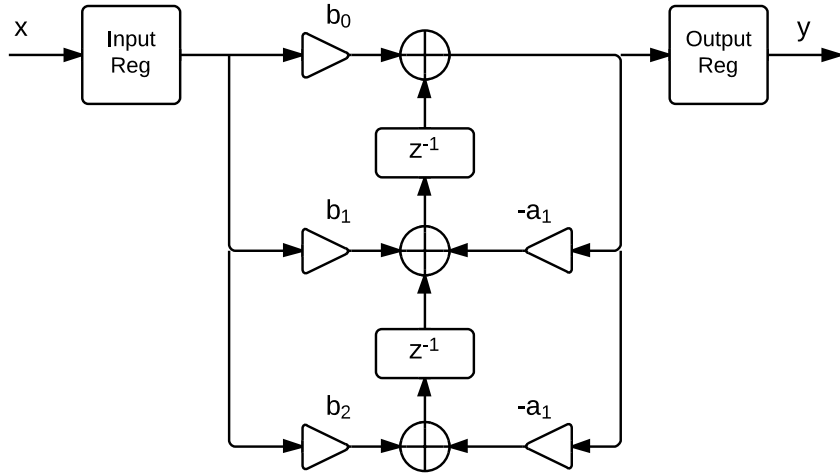 x
Input
Reg
b₀
Output
Reg
y
z⁻¹
b₁
-a₁
z⁻¹
b₂
-a₁